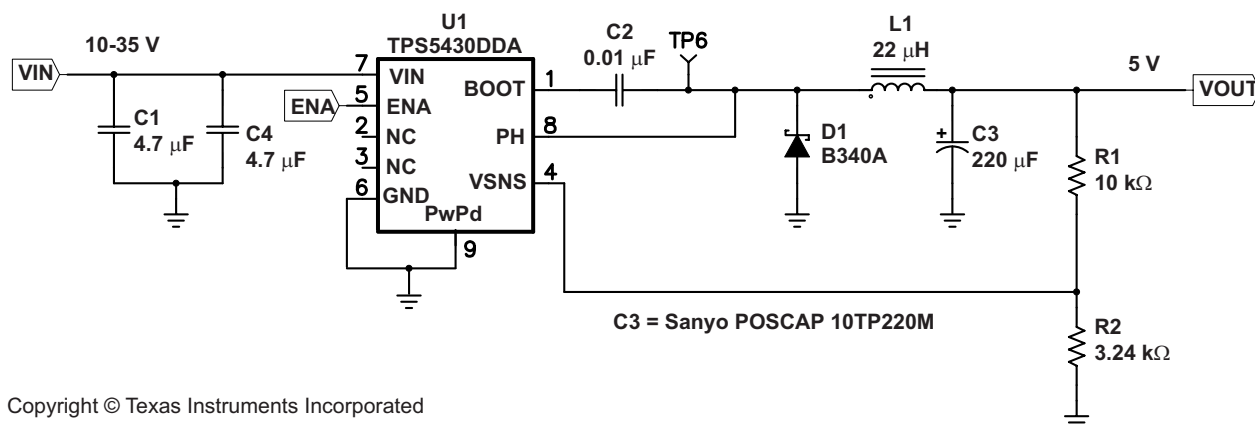 U1
TPS5430DDA
10-35 V
VIN
C1
4.7 μF
C4
4.7 μF
ENA
7
5
2
3
6
VIN
ENA
NC
NC
GND
BOOT
PH
VSNS
PwPd
9
1
8
4
C2
0.01 μF
TP6
L1
22 μH
5 V
VOUT
D1
B340A
+
C3
220 μF
R1
10 kΩ
C3 = Sanyo POSCAP 10TP220M
R2
3.24 kΩ
Copyright © Texas Instruments Incorporated